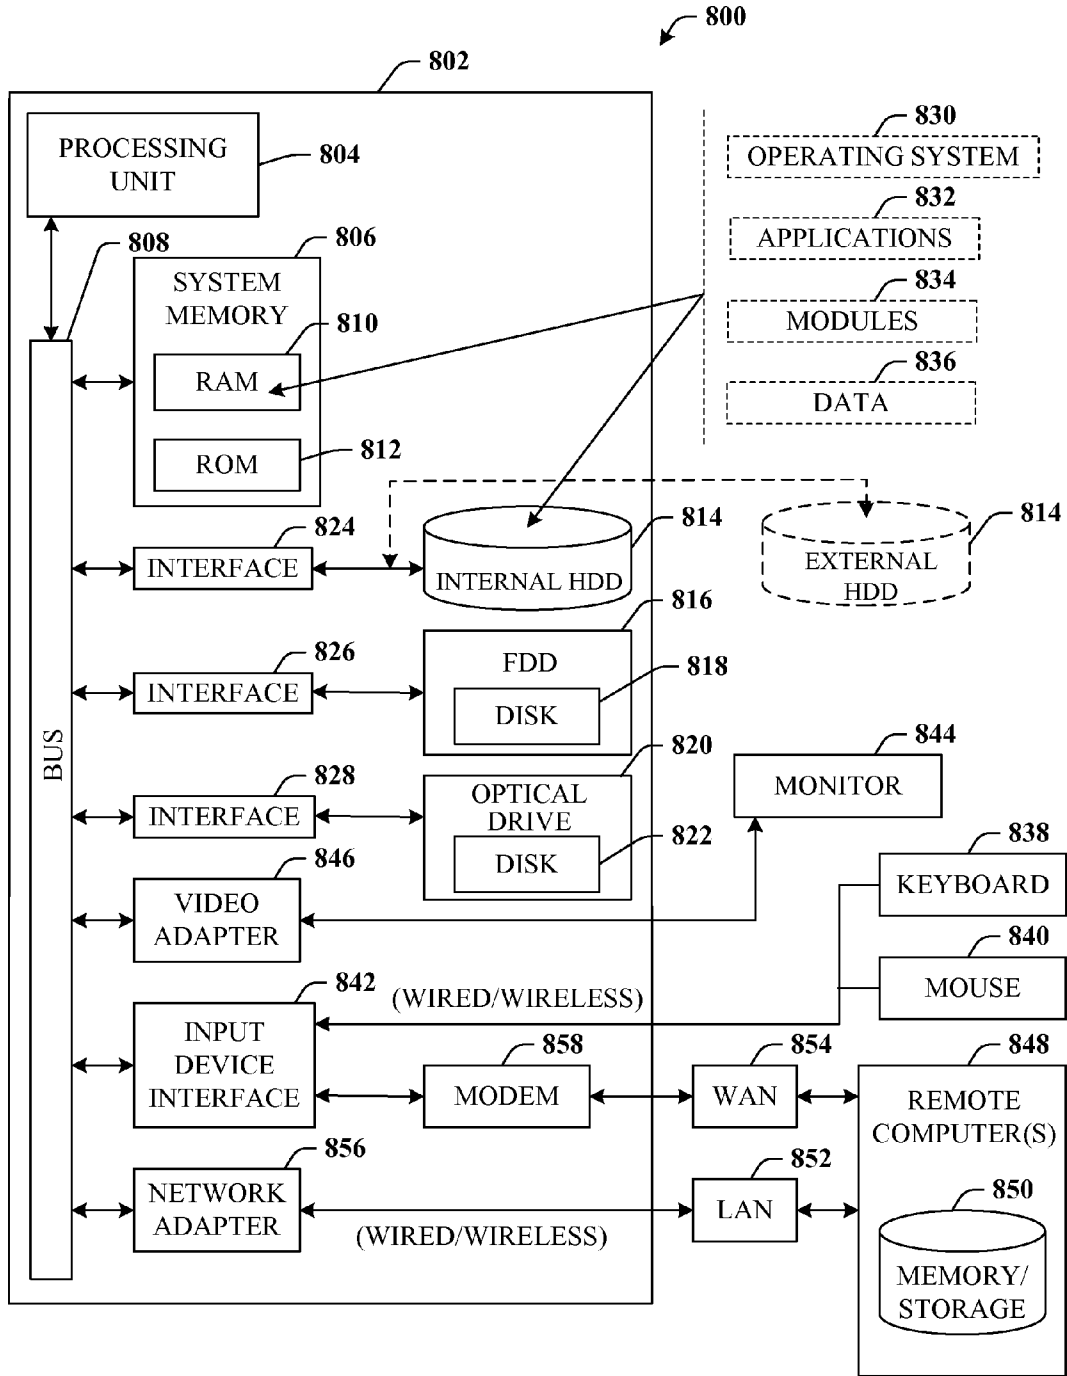 800
802
PROCESSING
UNIT
804
830
OPERATING SYSTEM
832
APPLICATIONS
834
MODULES
836
DATA
808
806
SYSTEM
MEMORY
810
RAM
812
ROM
824
INTERFACE
814
INTERNAL HDD
814
EXTERNAL
HDD
816
FDD
826
INTERFACE
818
DISK
BUS
820
OPTICAL
DRIVE
828
INTERFACE
822
DISK
844
MONITOR
846
VIDEO
ADAPTER
838
KEYBOARD
840
MOUSE
842
INPUT
DEVICE
INTERFACE
(WIRED/WIRELESS)
858
MODEM
854
WAN
848
REMOTE
COMPUTER(S)
856
NETWORK
ADAPTER
(WIRED/WIRELESS)
852
LAN
850
MEMORY/
STORAGE